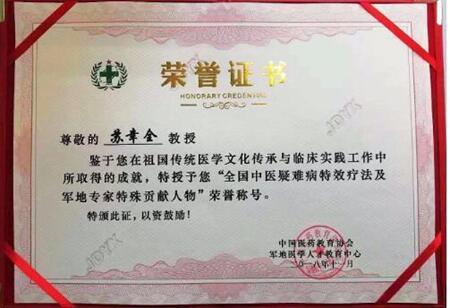 荣誉证书
HONORARY CREDENTIAL
尊敬的 苏幸全 教授
鉴于您在祖国传统医学文化传承与临床实践工作中
所取得的成就，特授予您“全国中医疑难病特效疗法及
军地专家特殊贡献人物”荣誉称号。
特颁此证，以资鼓励！
中国医药教育协会
军地医学人才教育中心
二〇一八年十一月
JDYX
JDYX
JDYX
JDYX